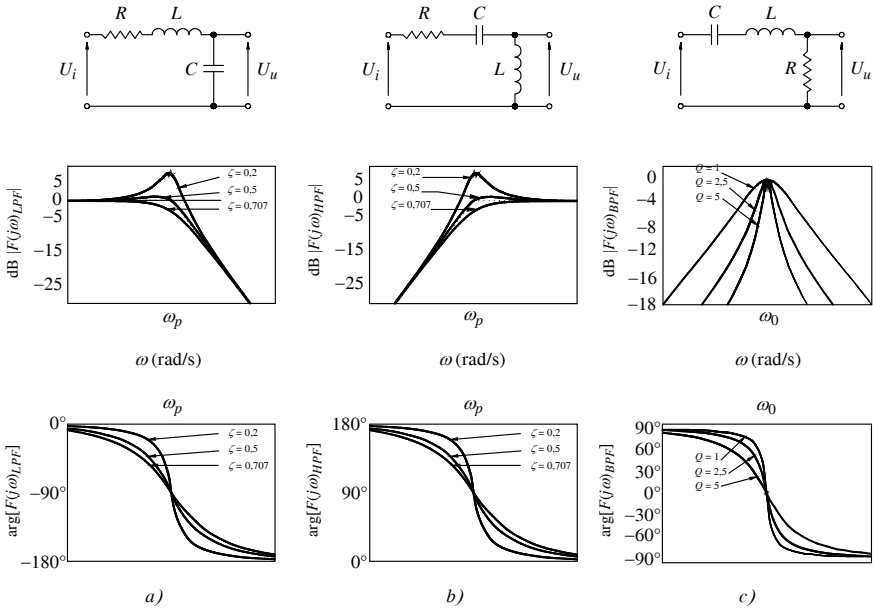 R L
C
U_i U_u
R C
L
U_i U_u
C L
R
U_i U_u
dB |F(jω)_LPF|
5
0
−5
−15
−25
ζ = 0,2
ζ = 0,5
ζ = 0,707
ω_p
dB |F(jω)_HPF|
5
0
−5
−15
−25
ζ = 0,2
ζ = 0,5
ζ = 0,707
ω_p
dB |F(jω)_BPF|
0
−4
−8
−12
−16
−18
Q = 1
Q = 2,5
Q = 5
ω_0
ω (rad/s) ω (rad/s) ω (rad/s)
ω_p
arg[F(jω)_LPF]
0°
−90°
−180°
ζ = 0,2
ζ = 0,5
ζ = 0,707
ω_p
arg[F(jω)_HPF]
180°
90°
0°
ζ = 0,2
ζ = 0,5
ζ = 0,707
ω_0
arg[F(jω)_BPF]
90°
60°
30°
0°
−30°
−60°
−90°
Q = 1
Q = 2,5
Q = 5
a) b) c)